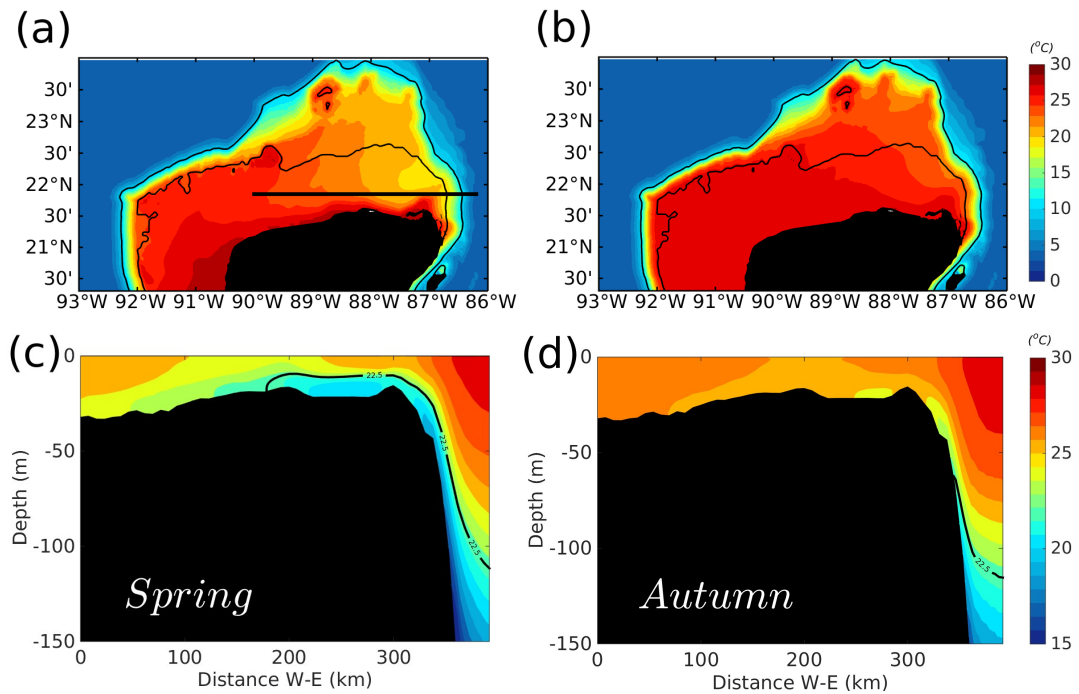 (a)
(b)
(°C)
30'
23°N
30'
22°N
30'
21°N
30'
93°W 92°W 91°W 90°W 89°W 88°W 87°W 86°W
30'
23°N
30'
22°N
30'
21°N
30'
93°W 92°W 91°W 90°W 89°W 88°W 87°W 86°W
30
25
20
15
10
5
0
(c)
(d)
(°C)
0
-50
-100
-150
Depth (m)
22.5
22.5
22.5
Spring
0 100 200 300
Distance W-E (km)
0
-50
-100
-150
Depth (m)
22.5
Autumn
0 100 200 300
Distance W-E (km)
30
25
20
15